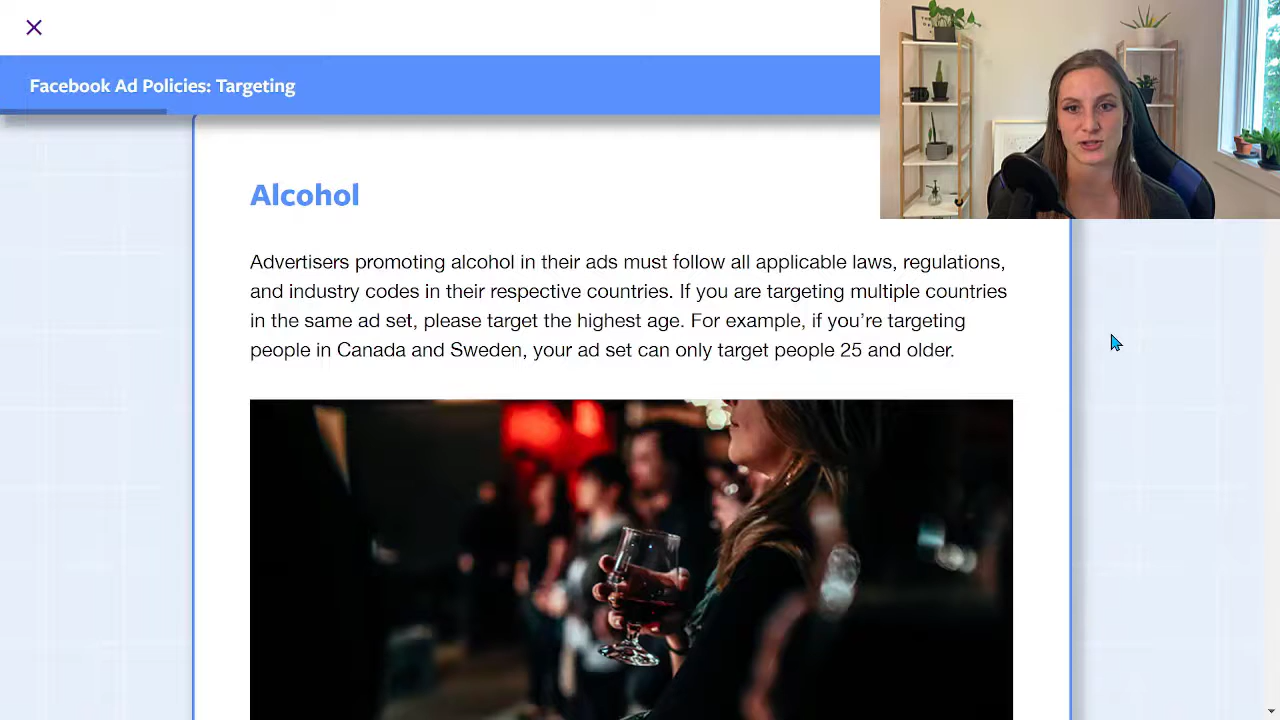 Facebook Ad Policies: Targeting
Alcohol
Advertisers promoting alcohol in their ads must follow all applicable laws, regulations,
and industry codes in their respective countries. If you are targeting multiple countries
in the same ad set, please target the highest age. For example, if you’re targeting
people in Canada and Sweden, your ad set can only target people 25 and older.